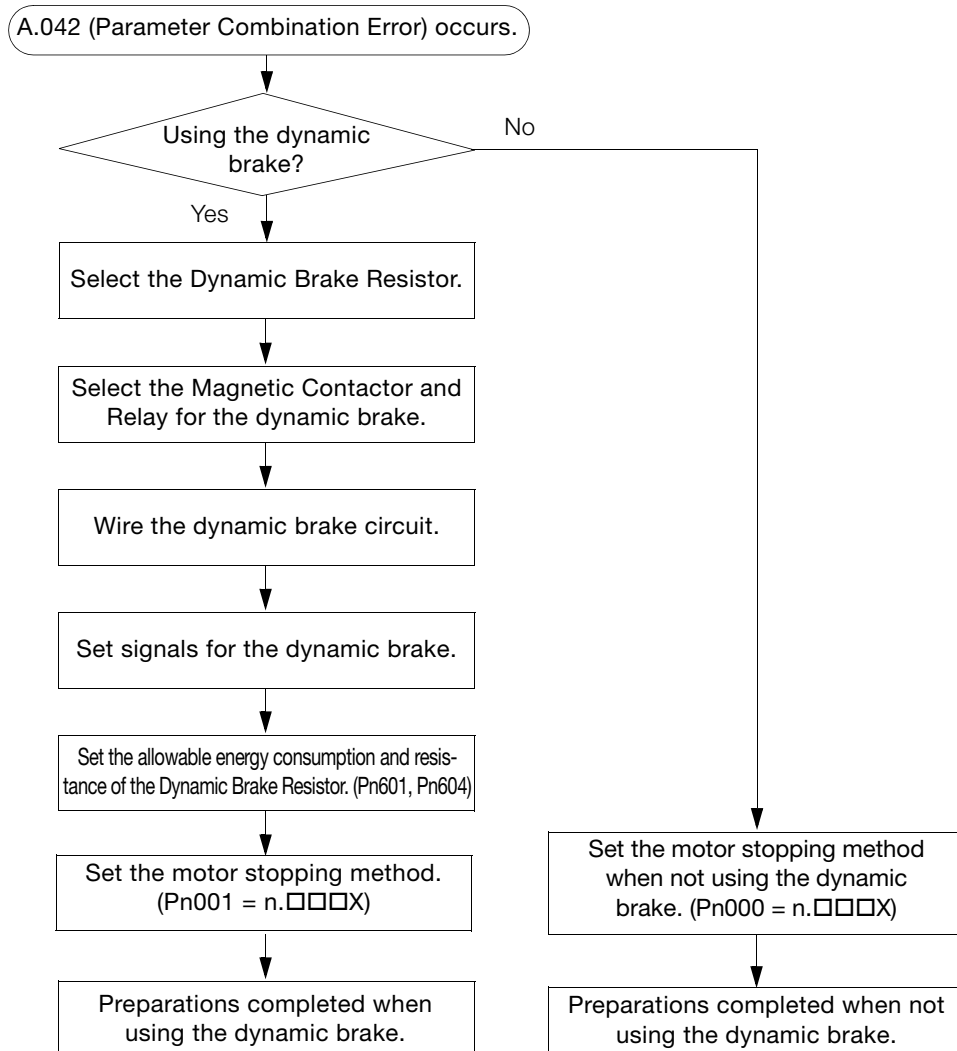 A.042 (Parameter Combination Error) occurs.
Using the dynamic
brake?
No
Yes
Select the Dynamic Brake Resistor.
Select the Magnetic Contactor and
Relay for the dynamic brake.
Wire the dynamic brake circuit.
Set signals for the dynamic brake.
Set the allowable energy consumption and resis-
tance of the Dynamic Brake Resistor. (Pn601, Pn604)
Set the motor stopping method.
(Pn001 = n.□□□X)
Preparations completed when
using the dynamic brake.
Set the motor stopping method
when not using the dynamic
brake. (Pn000 = n.□□□X)
Preparations completed when not
using the dynamic brake.